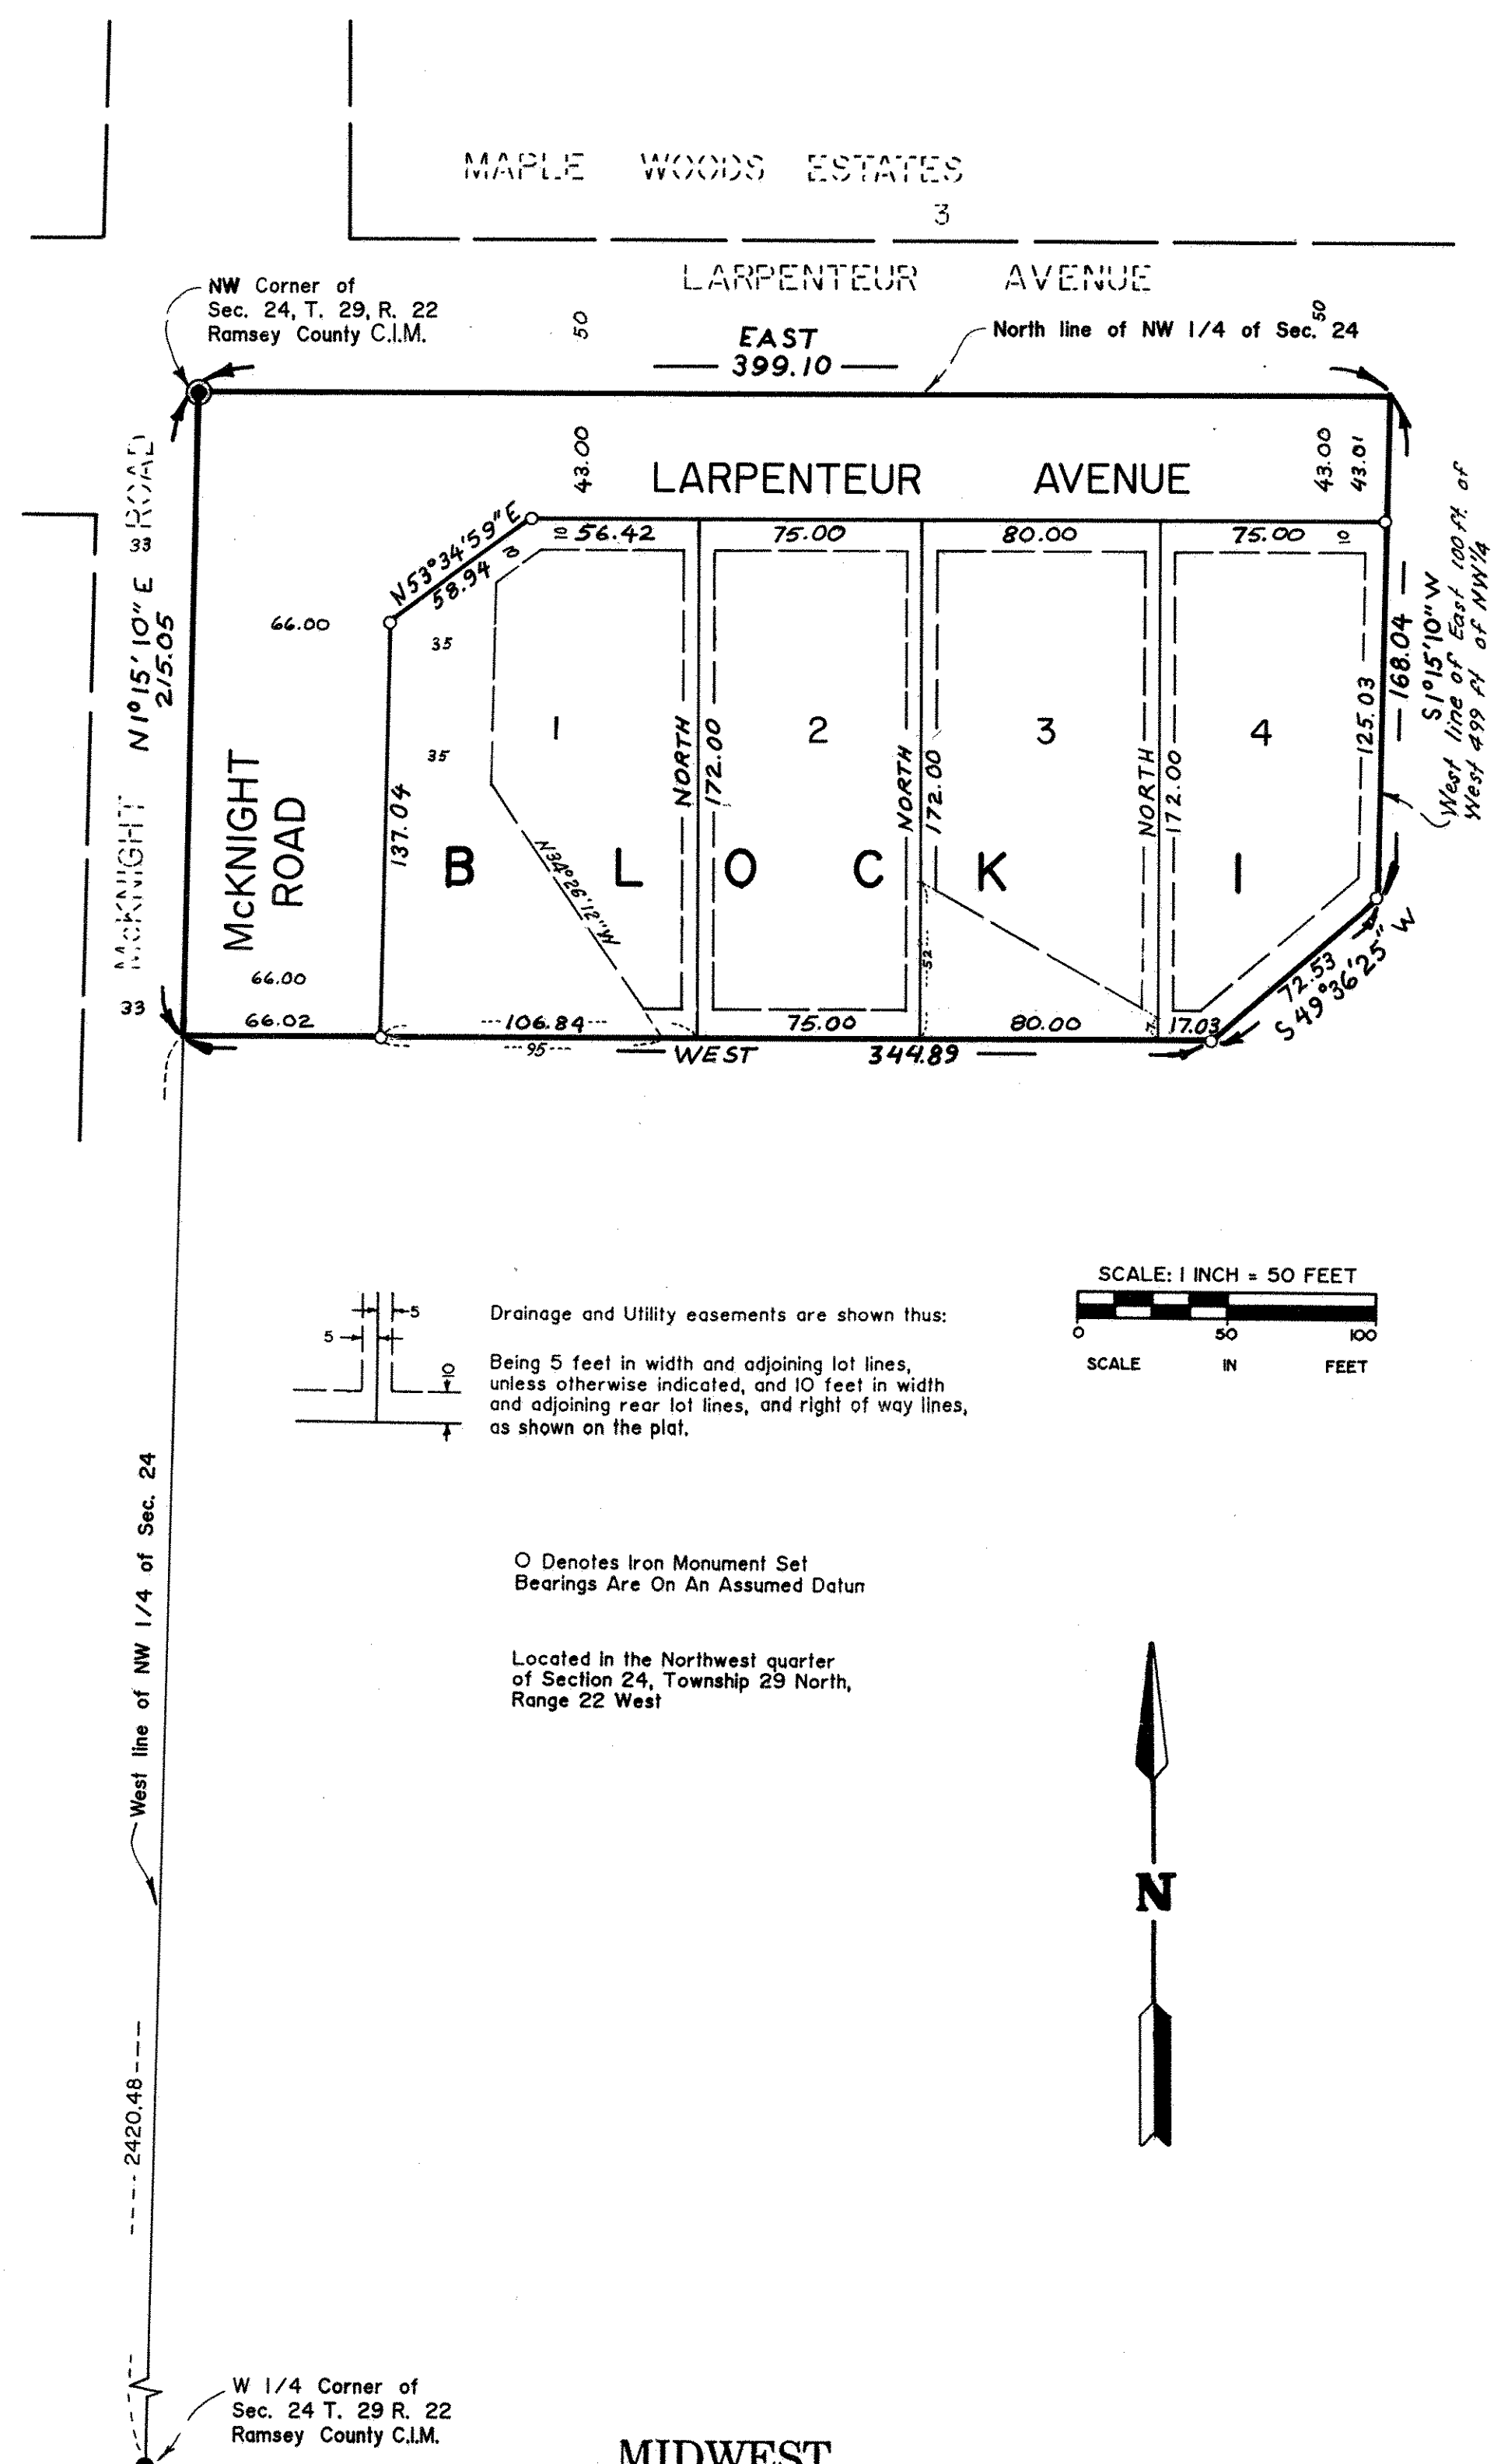 MAPLE WOODS ESTATES
3
LARPENTEUR AVENUE
NW Corner of
Sec. 24, T. 29, R. 22
Ramsey County C.I.M.
50
EAST
399.10
50
North line of NW 1/4 of Sec. 24
McKNIGHT 33 ROAD
33
N1°15'10"E
215.05
43.00
LARPENTEUR AVENUE
43.00
43.01
N53°34'59"E
58.94
3
10
56.42
75.00
80.00
75.00
10
66.00
35
35
1
2
3
4
NORTH
172.00
NORTH
172.00
NORTH
172.00
125.03
168.04
S1°15'10"W
West line of East 100 ft. of
West 499 ft of NW 1/4
McKNIGHT
ROAD
137.04
BLOCK 1
N34°26'12"W
52
72.53
S49°36'25"W
66.00
66.02
106.84
75.00
80.00
7
17.03
95
WEST 344.89
5
5
10
Drainage and Utility easements are shown thus:
Being 5 feet in width and adjoining lot lines,
unless otherwise indicated, and 10 feet in width
and adjoining rear lot lines, and right of way lines,
as shown on the plat.
SCALE: 1 INCH = 50 FEET
0 50 100
SCALE IN FEET
O Denotes Iron Monument Set
Bearings Are On An Assumed Datun
Located in the Northwest quarter
of Section 24, Township 29 North,
Range 22 West
West line of NW 1/4 of Sec. 24
N
2420.48
W 1/4 Corner of
Sec. 24 T. 29 R. 22
Ramsey County C.I.M.
MIDWEST